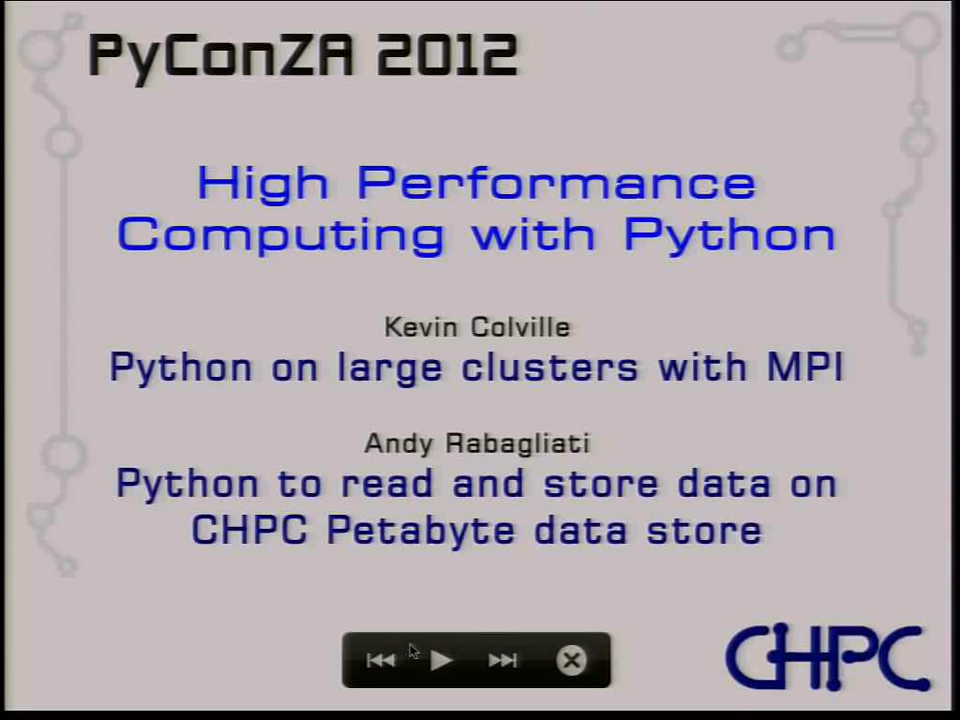 PyConZA 2012
High Performance
Computing with Python
Kevin Colville
Python on large clusters with MPI
Andy Rabagliati
Python to read and store data on
CHPC Petabyte data store
CHPC